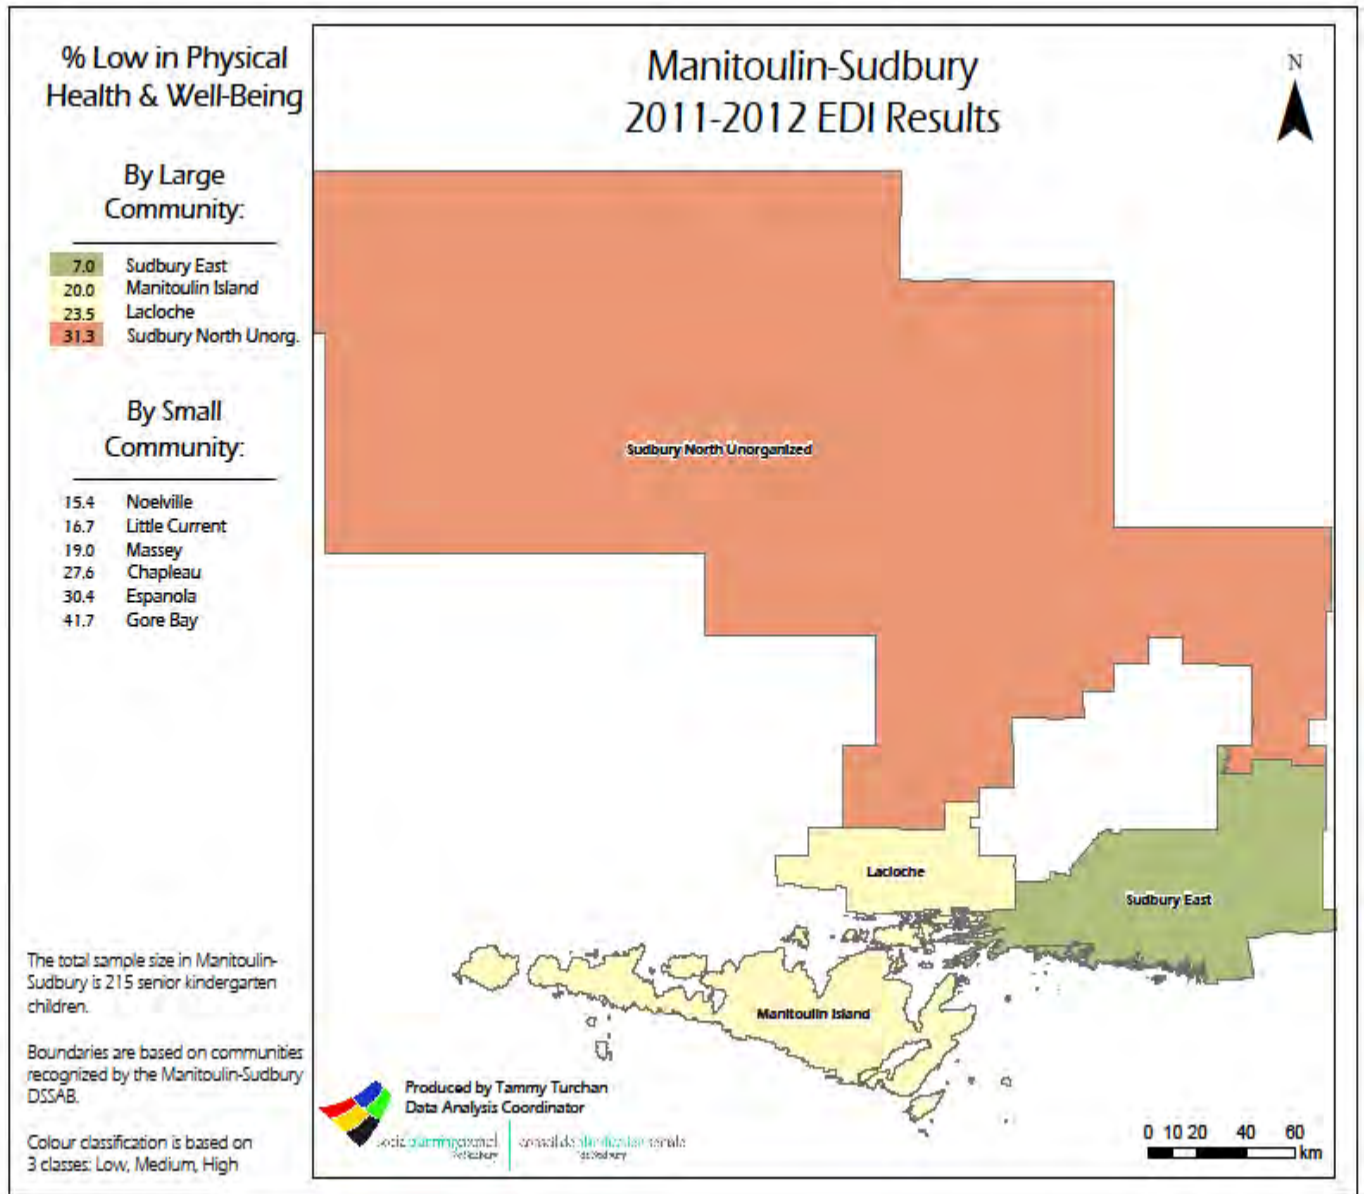 % Low in Physical
Health & Well-Being
By Large
Community:
7.0 Sudbury East
20.0 Manitoulin Island
23.5 Lacloche
31.3 Sudbury North Unorg.
By Small
Community:
15.4 Noelville
16.7 Little Current
19.0 Massey
27.6 Chapleau
30.4 Espanola
41.7 Gore Bay
The total sample size in Manitoulin-
Sudbury is 215 senior kindergarten
children.
Boundaries are based on communities
recognized by the Manitoulin-Sudbury
DSSAB.
Colour classification is based on
3 classes: Low, Medium, High
Manitoulin-Sudbury
2011-2012 EDI Results
N
Sudbury North Unorganized
Lacloche
Sudbury East
Manitoulin Island
Produced by Tammy Turchan
Data Analysis Coordinator
0 10 20 40 60
km